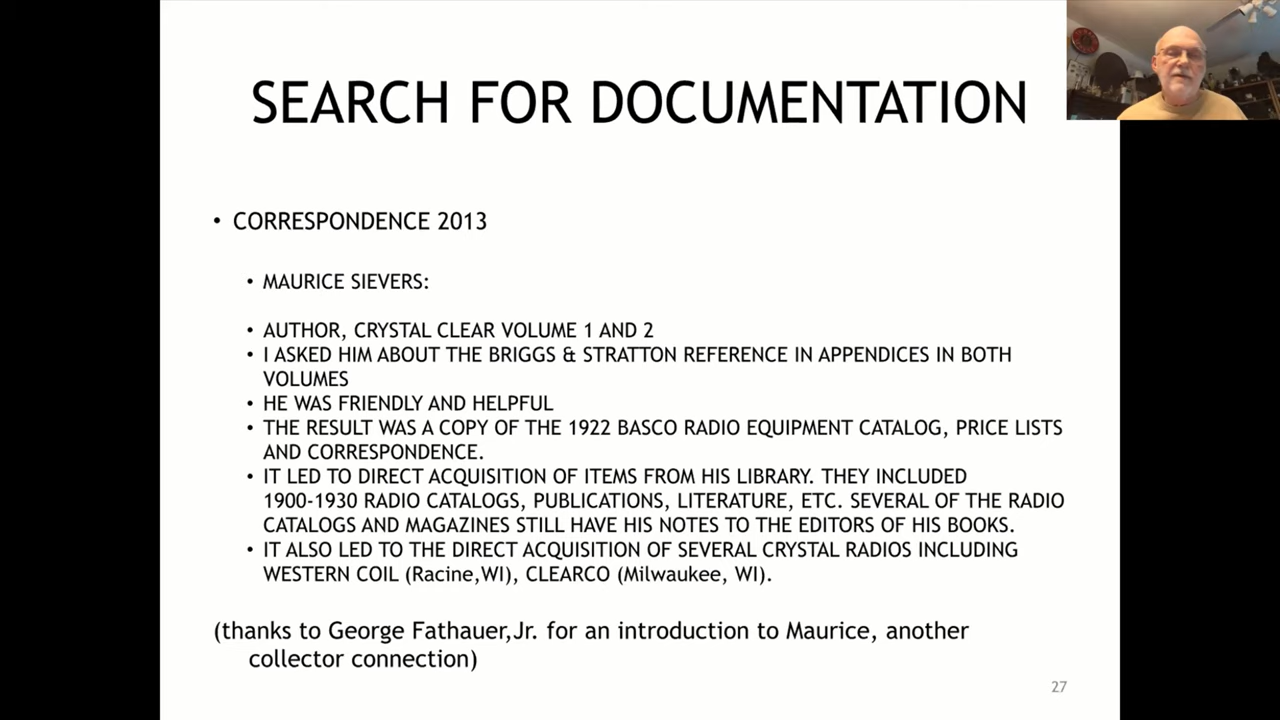 SEARCH FOR DOCUMENTATION
• CORRESPONDENCE 2013
• MAURICE SIEVERS:
• AUTHOR, CRYSTAL CLEAR VOLUME 1 AND 2
• I ASKED HIM ABOUT THE BRIGGS & STRATTON REFERENCE IN APPENDICES IN BOTH
VOLUMES
• HE WAS FRIENDLY AND HELPFUL
• THE RESULT WAS A COPY OF THE 1922 BASCO RADIO EQUIPMENT CATALOG, PRICE LISTS
AND CORRESPONDENCE.
• IT LED TO DIRECT ACQUISITION OF ITEMS FROM HIS LIBRARY. THEY INCLUDED
1900-1930 RADIO CATALOGS, PUBLICATIONS, LITERATURE, ETC. SEVERAL OF THE RADIO
CATALOGS AND MAGAZINES STILL HAVE HIS NOTES TO THE EDITORS OF HIS BOOKS.
• IT ALSO LED TO THE DIRECT ACQUISITION OF SEVERAL CRYSTAL RADIOS INCLUDING
WESTERN COIL (Racine,WI), CLEARCO (Milwaukee, WI).
(thanks to George Fathauer,Jr. for an introduction to Maurice, another
collector connection)
27